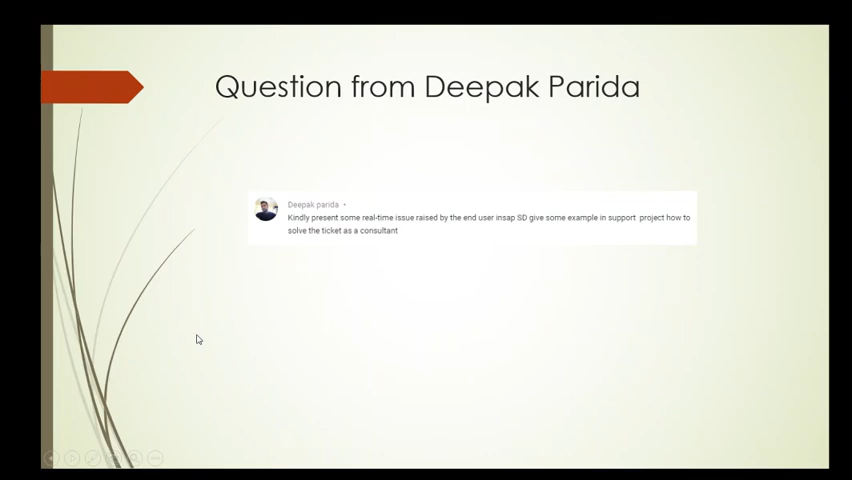 Question from Deepak Parida
Deepak parida •
Kindly present some real-time issue raised by the end user insap SD give some example in support project how to
solve the ticket as a consultant